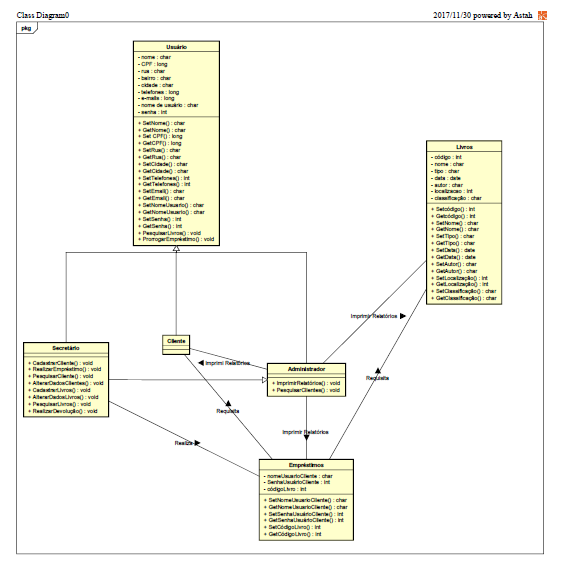 Class Diagram0
2017/11/30 powered by Astah
pkg
Usuário
- nome : char
- CPF : long
- rua : char
- bairro : char
- cidade : char
- telefones : long
- e-mails : long
- nome de usuário : char
- senha : int
+ SetNome() : char
+ GetNome() : char
+ Set CPF() : long
+ GetCPF() : long
+ SetRua() : char
+ GetRua() : char
+ SetCidade() : char
+ GetCidade() : char
+ SetTelefones() : int
+ GetTelefones() : int
+ SetEmail() : char
+ GetEmail() : char
+ SetNomeUsuario() : char
+ GetNomeUsuario() : char
+ SetSenha() : int
+ GetSenha() : int
+ PesquisarLivros() : void
+ ProrrogarEmpréstimo() : void
Livros
- código : int
- nome : char
- tipo : char
- data : date
- autor : char
- localizacao : int
- classificação : char
+ Setcódigo() : int
+ Getcódigo() : int
+ SetNome() : char
+ GetNome() : char
+ SetTipo() : char
+ GetTipo() : char
+ SetData() : date
+ GetData() : date
+ SetAutor() : char
+ GetAutor() : char
+ SetLocalização() : int
+ GetLocalização() : int
+ SetClassificação() : char
+ GetClassificação() : char
Imprimir Relatórios
Secretário
+ CadastrarCliente() : void
+ RealizarEmpréstimo() : void
+ PesquisarCliente() : void
+ AlterarDadosClientes() : void
+ CadastrarLivros() : void
+ AlterarDadosLivros() : void
+ PesquisarLivros() : void
+ RealizarDevolução() : void
Cliente
Imprimi Relatórios
Administrador
+ ImprimirRelatórios() : void
+ PesquisarClientes() : void
Requisita
Requisita
Imprimir Relatórios
Realiza
Empréstimos
- nomeUsuarioCliente : char
- SenhaUsuárioCliente : int
- códigoLivro : int
+ SetNomeUsuarioCliente() : char
+ GetNomeUsuarioCliente() : char
+ SetSenhaUsuárioCliente() : int
+ GetSenhaUsuárioCliente() : int
+ SetCódigoLivro() : int
+ GetCódigoLivro() : int